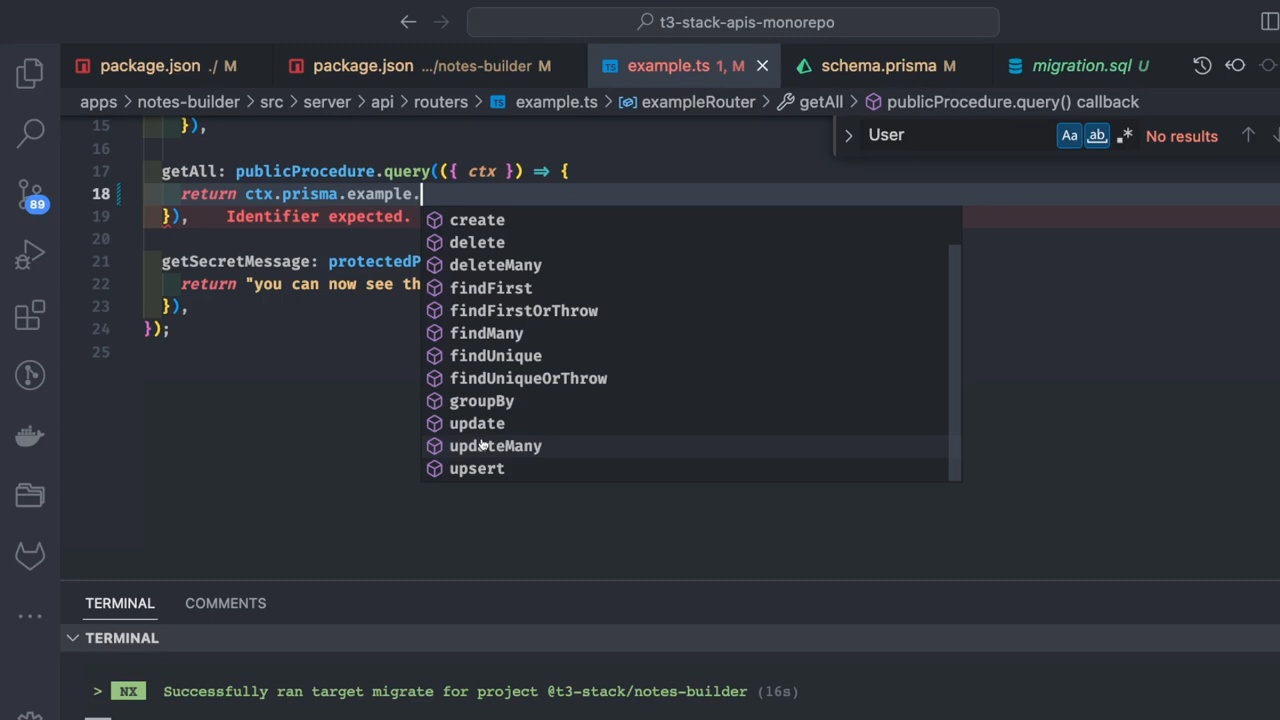 t3-stack-apis-monorepo
package.json ./ M
package.json .../notes-builder M
TS example.ts 1, M
schema.prisma M
migration.sql U
apps > notes-builder > src > server > api > routers > TS example.ts > exampleRouter > getAll > publicProcedure.query() callback
User
Aa
ab
.*
No results
15 }),
16
17 getAll: publicProcedure.query(({ ctx }) ⇒ {
18 return ctx.prisma.example.
19 }), Identifier expected.
20
21 getSecretMessage: protectedP
22 return "you can now see th
23 }),
24 });
25
create
delete
deleteMany
findFirst
findFirstOrThrow
findMany
findUnique
findUniqueOrThrow
groupBy
update
updateMany
upsert
89
TERMINAL
COMMENTS
TERMINAL
> NX Successfully ran target migrate for project @t3-stack/notes-builder (16s)